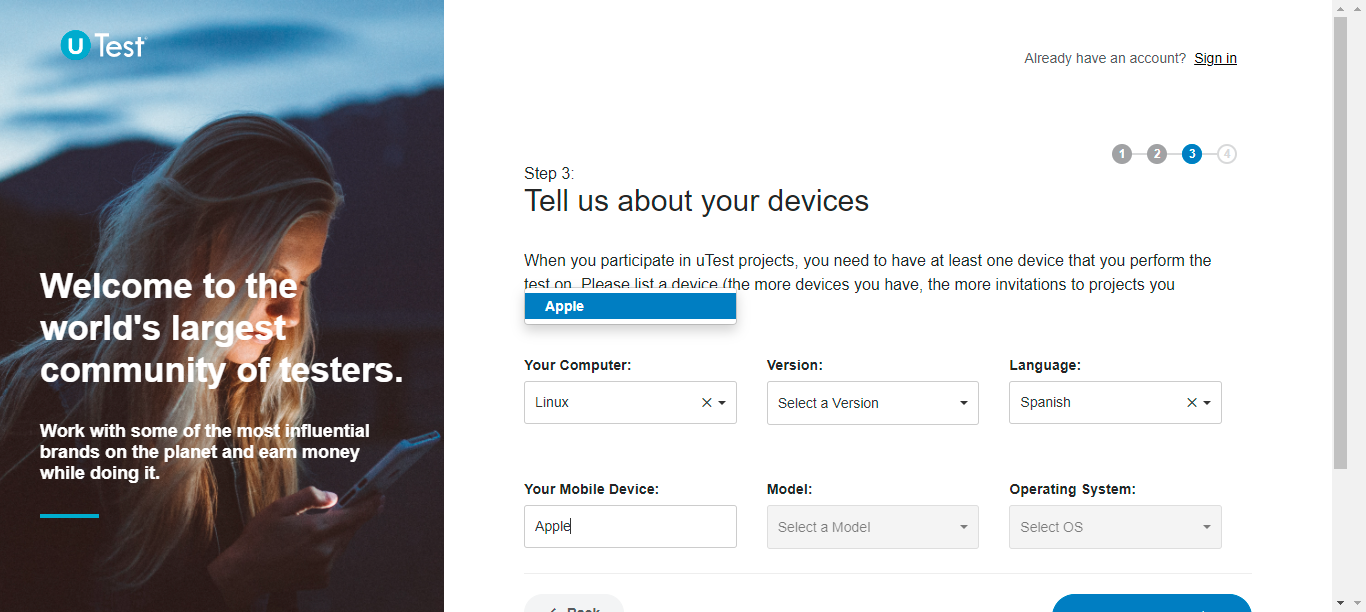 U Test
Already have an account? Sign in
1 2 3 4
Step 3:
Tell us about your devices
When you participate in uTest projects, you need to have at least one device that you perform the
test on. Please list a device (the more devices you have, the more invitations to projects you
Apple
Your Computer: Version: Language:
Linux Select a Version Spanish
Your Mobile Device: Model: Operating System:
Apple Select a Model Select OS
Back
Welcome to the
world's largest
community of testers.
Work with some of the most influential
brands on the planet and earn money
while doing it.